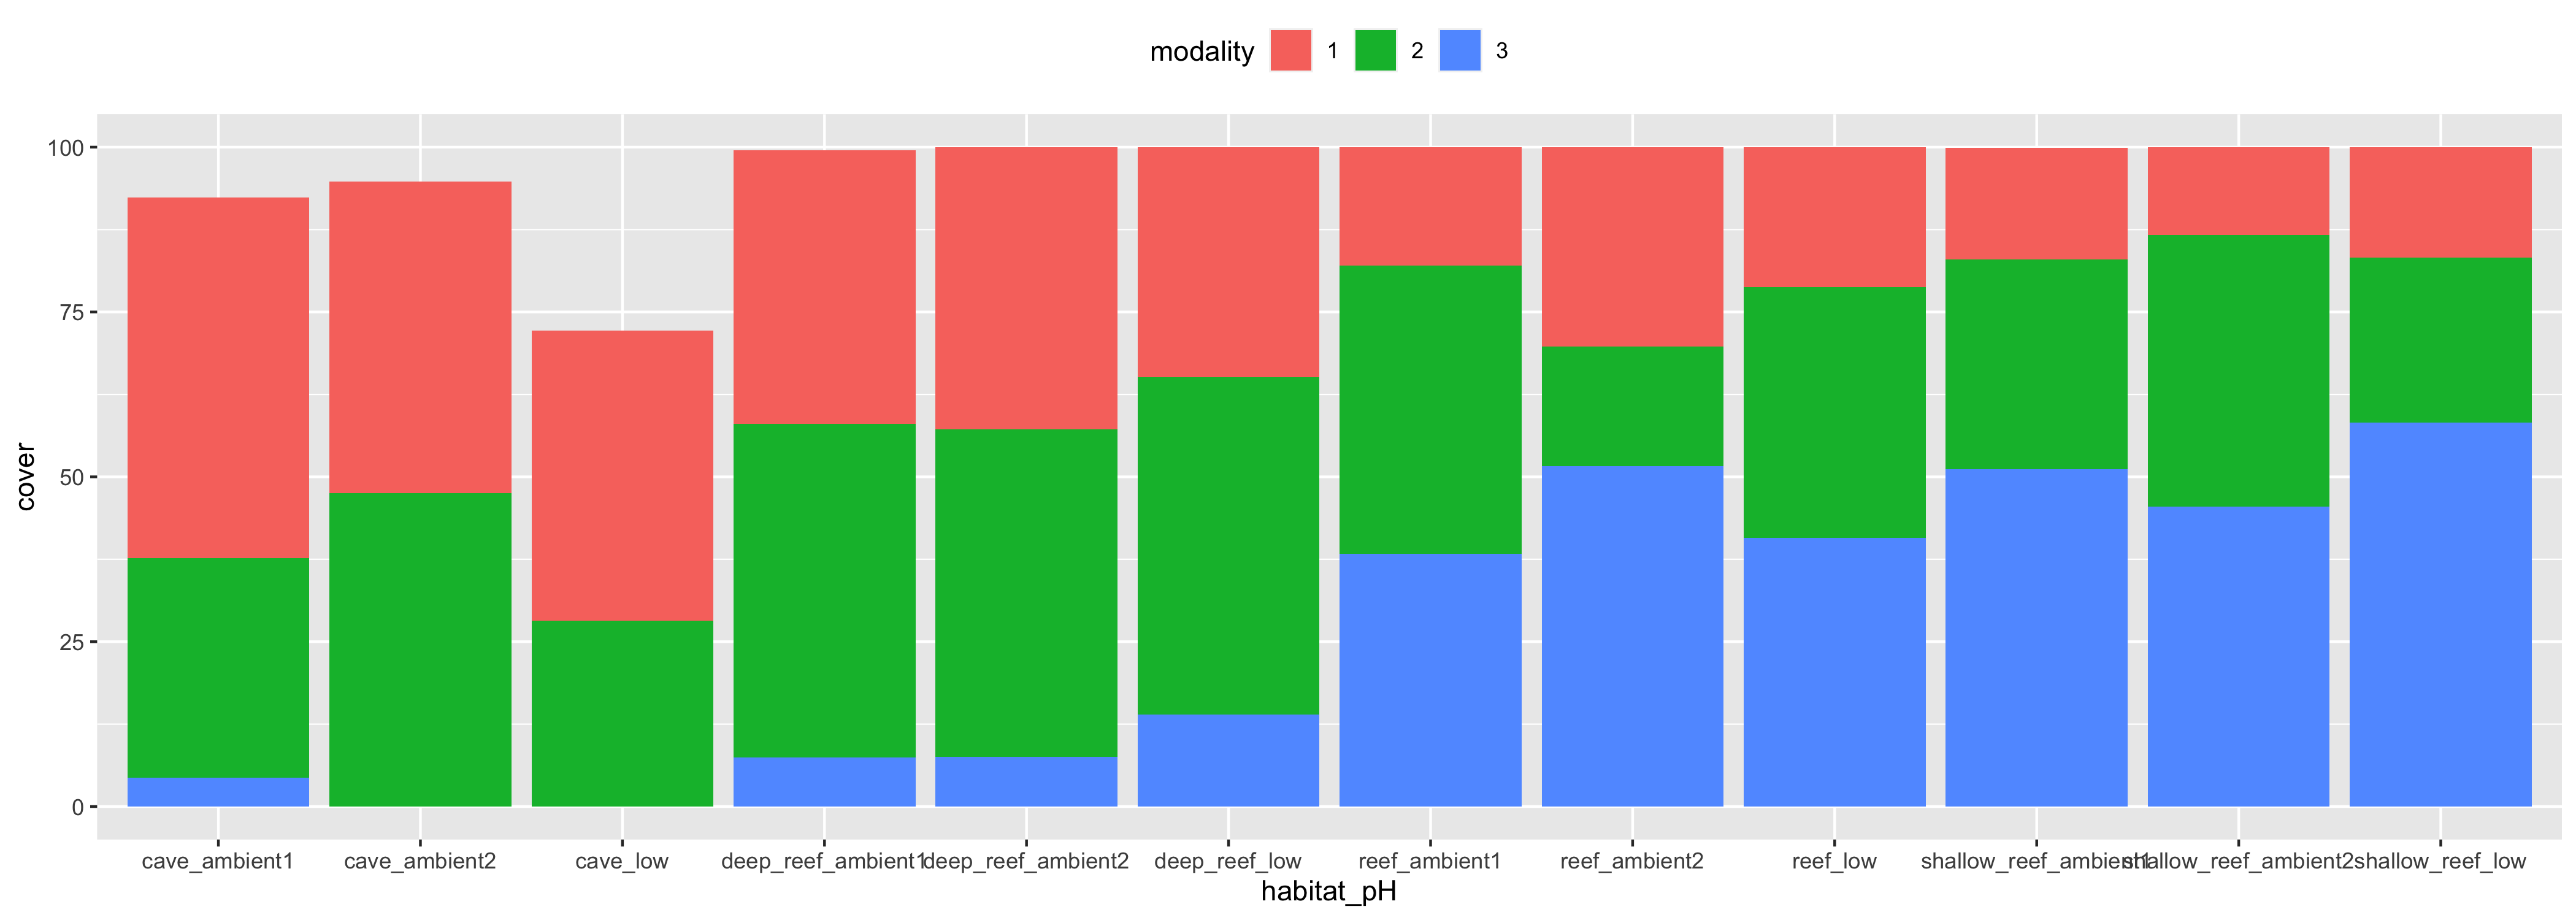 modality 1 2 3
100
75
50
25
0
cover
cave_ambient1 cave_ambient2 cave_low deep_reef_ambient1 deep_reef_ambient2 deep_reef_low reef_ambient1 reef_ambient2 reef_low shallow_reef_ambient1 shallow_reef_ambient2 shallow_reef_low
habitat_pH